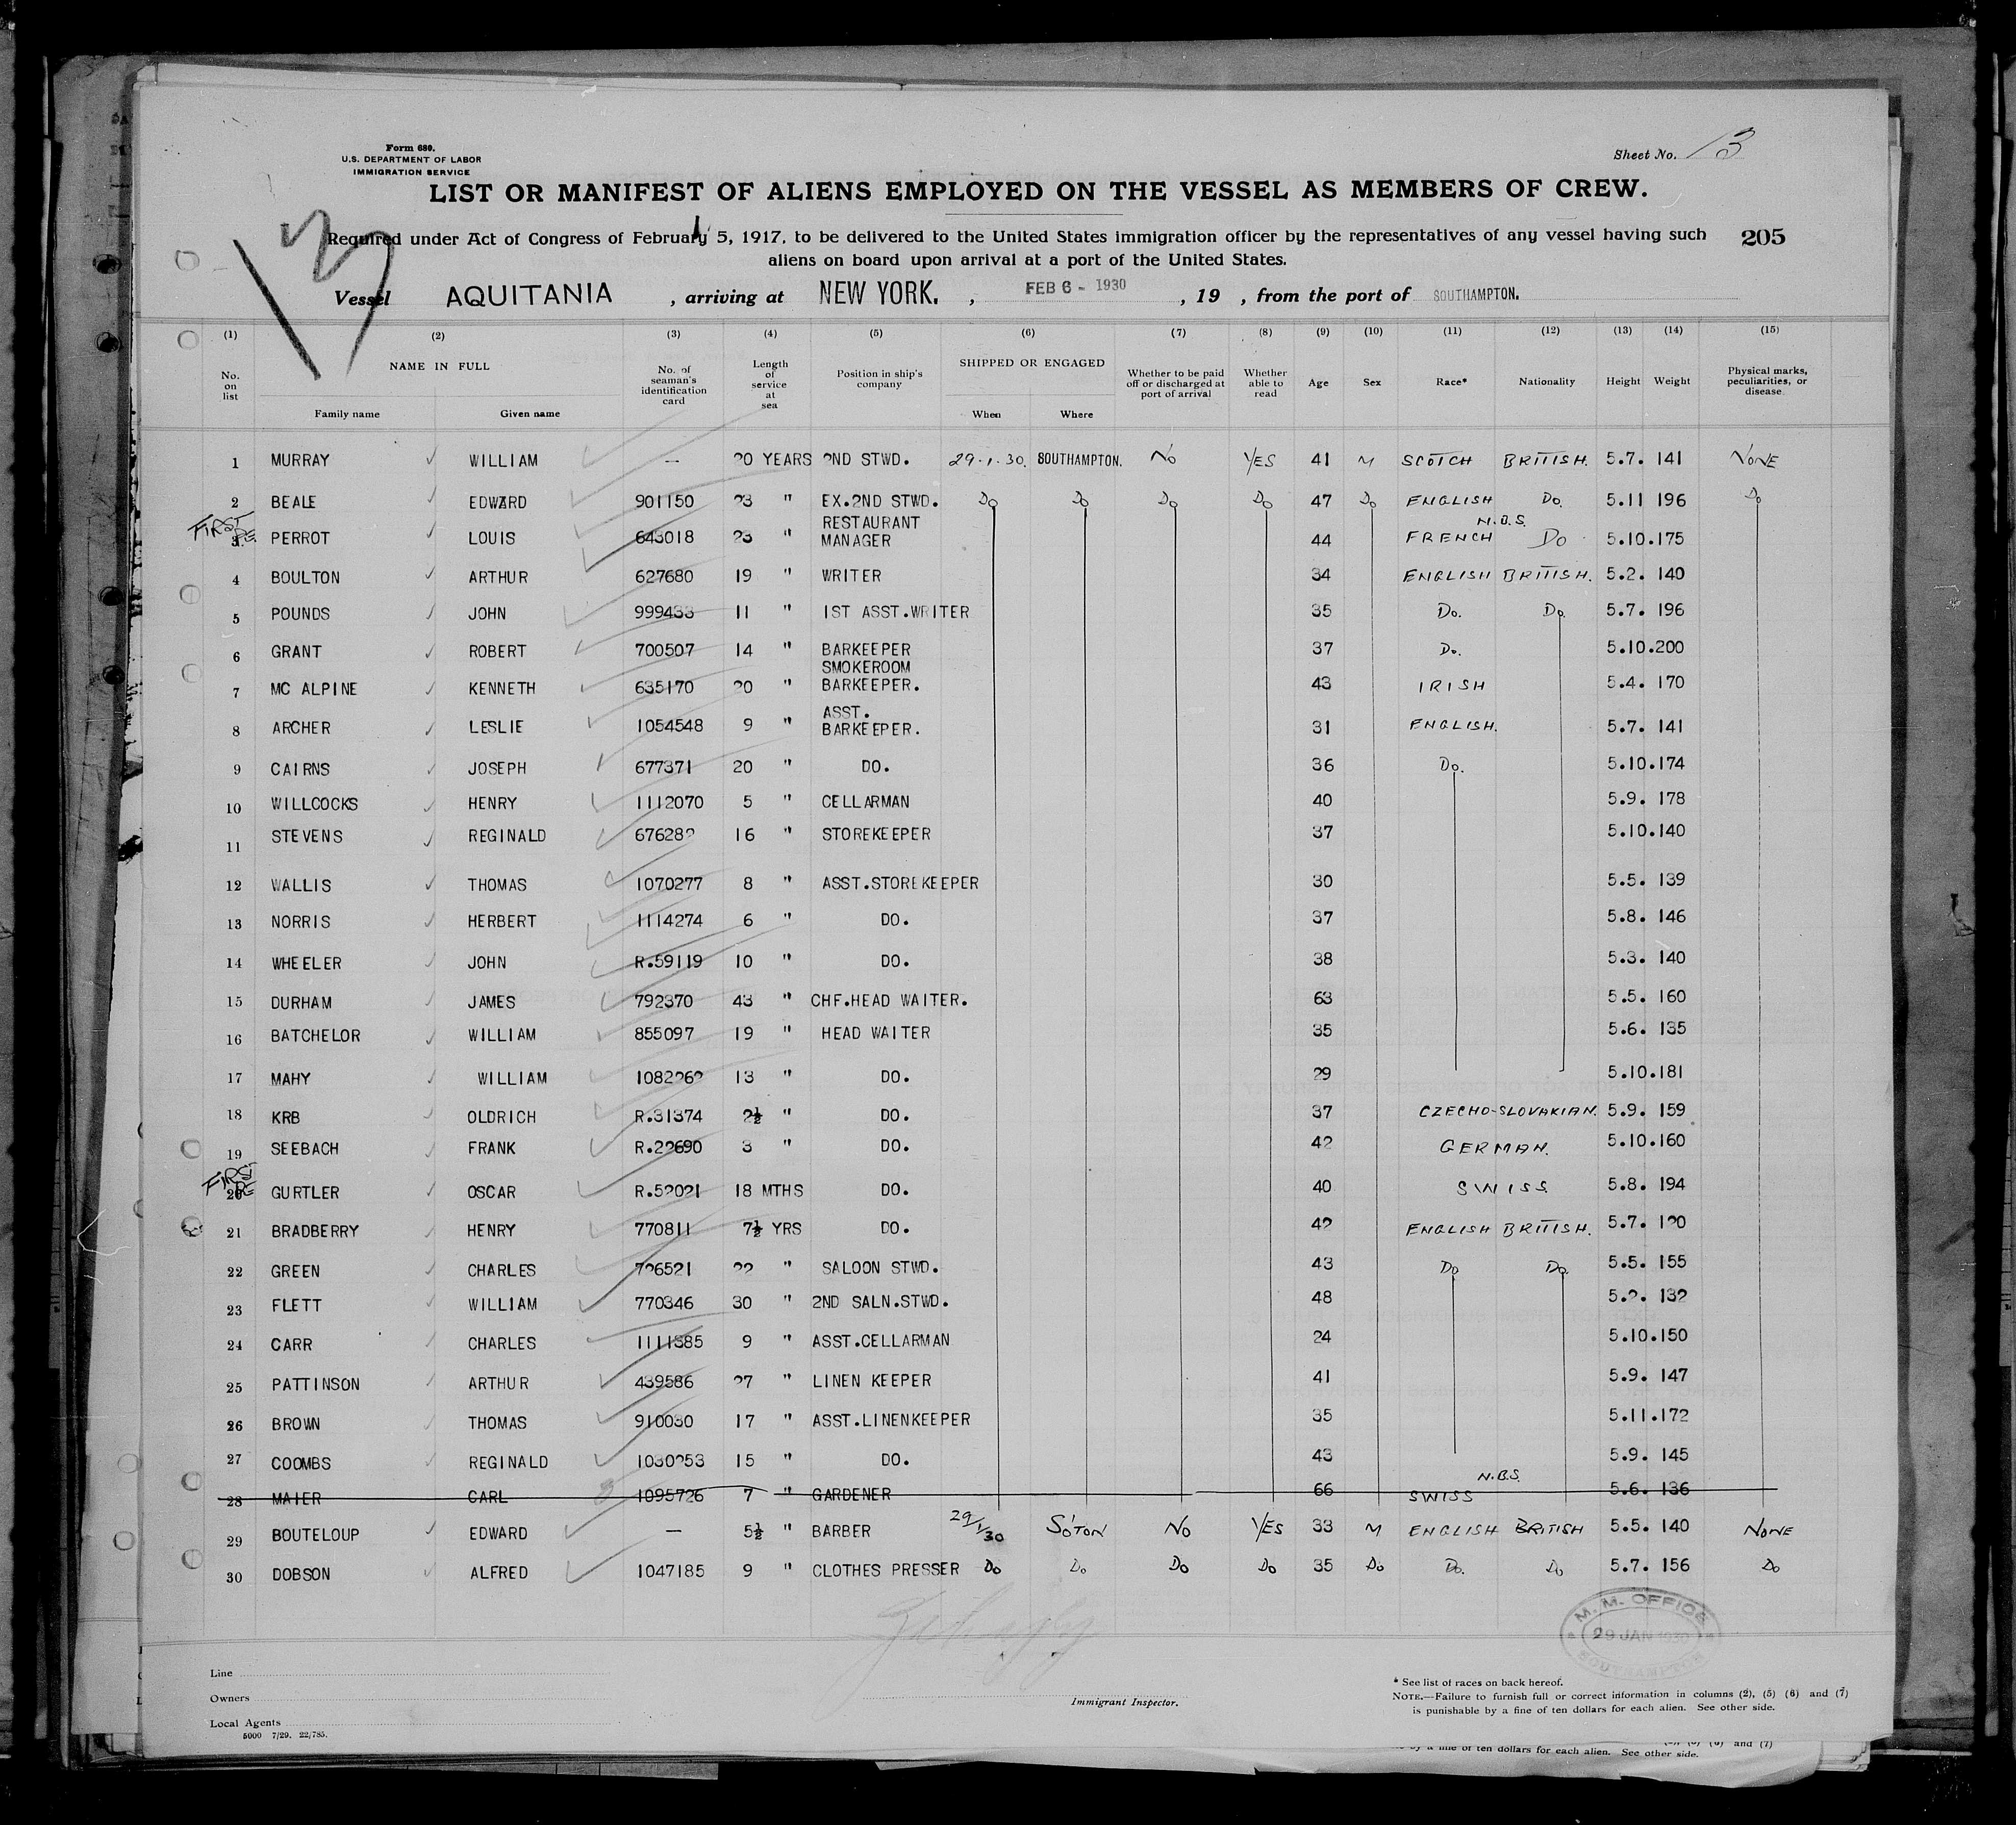 Form 680.
U.S. DEPARTMENT OF LABOR
IMMIGRATION SERVICE
Sheet No. 13
LIST OR MANIFEST OF ALIENS EMPLOYED ON THE VESSEL AS MEMBERS OF CREW.
13
Required under Act of Congress of February 5, 1917, to be delivered to the United States immigration officer by the representatives of any vessel having such 205
aliens on board upon arrival at a port of the United States.
Vessel AQUITANIA , arriving at NEW YORK. , FEB 6 - 1930 , 19 , from the port of SOUTHAMPTON.
(1) (2) (3) (4) (5) (6) (7) (8) (9) (10) (11) (12) (13) (14) (15)
No. on list NAME IN FULL Family name Given name No. of seaman's identification card Length of service at sea Position in ship's company SHIPPED OR ENGAGED When Where Whether to be paid off or discharged at port of arrival Whether able to read Age Sex Race* Nationality Height Weight Physical marks, peculiarities, or disease
1 MURRAY WILLIAM — 20 YEARS 2ND STWD. 29.1.30. SOUTHAMPTON. NO YES 41 M SCOTCH BRITISH. 5.7. 141 NONE
2 BEALE EDWARD 901150 23 " EX.2ND STWD. Do Do Do Do 47 Do ENGLISH Do. 5.11 196 Do
FIRST 3 PERROT LOUIS 643018 23 " RESTAURANT MANAGER 44 FRENCH N.B.S. Do 5.10.175
4 BOULTON ARTHUR 627680 19 " WRITER 34 ENGLISH BRITISH. 5.2. 140
5 POUNDS JOHN 999433 11 " 1ST ASST.WRITER 35 Do. Do. 5.7. 196
6 GRANT ROBERT 700507 14 " BARKEEPER 37 Do. 5.10.200
7 MC ALPINE KENNETH 635170 20 " SMOKEROOM BARKEEPER. 43 IRISH 5.4. 170
8 ARCHER LESLIE 1054548 9 " ASST. BARKEEPER. 31 ENGLISH. 5.7. 141
9 CAIRNS JOSEPH 677371 20 " DO. 36 Do. 5.10.174
10 WILLCOCKS HENRY 1112070 5 " CELLARMAN 40 5.9. 178
11 STEVENS REGINALD 676282 16 " STOREKEEPER 37 5.10.140
12 WALLIS THOMAS 1070277 8 " ASST.STOREKEEPER 30 5.5. 139
13 NORRIS HERBERT 1114274 6 " DO. 37 5.8. 146
14 WHEELER JOHN R.59119 10 " DO. 38 5.3. 140
15 DURHAM JAMES 792370 43 " CHF.HEAD WAITER. 63 5.5. 160
16 BATCHELOR WILLIAM 855097 19 " HEAD WAITER 35 5.6. 135
17 MAHY WILLIAM 1082262 13 " DO. 29 5.10.181
18 KRB OLDRICH R.31374 2½ " DO. 37 CZECHO-SLOVAKIAN. 5.9. 159
19 SEEBACH FRANK R.22690 3 " DO. 42 GERMAN. 5.10.160
FIRST 20 GURTLER OSCAR R.52021 18 MTHS DO. 40 SWISS. 5.8. 194
21 BRADBERRY HENRY 770811 7½ YRS DO. 42 ENGLISH BRITISH. 5.7. 120
22 GREEN CHARLES 726521 22 " SALOON STWD. 43 Do Do. 5.5. 155
23 FLETT WILLIAM 770346 30 " 2ND SALN.STWD. 48 5.2. 132
24 CARR CHARLES 1111385 9 " ASST.CELLARMAN 24 5.10.150
25 PATTINSON ARTHUR 439586 27 " LINEN KEEPER 41 5.9. 147
26 BROWN THOMAS 910030 17 " ASST.LINENKEEPER 35 5.11.172
27 COOMBS REGINALD 1030253 15 " DO. 43 5.9. 145
28 MAIER CARL 1095726 7 " GARDENER 66 SWISS N.B.S. 5.6. 136
29 BOUTELOUP EDWARD — 5½ " BARBER 29/1/30 S'OTON NO YES 33 M ENGLISH BRITISH 5.5. 140 NONE
30 DOBSON ALFRED 1047185 9 " CLOTHES PRESSER Do Do Do Do 35 Do Do. Do 5.7. 156 Do
M. M. OFFICE
29 JAN 1930
SOUTHAMPTON
Line
Owners
Local Agents
5000 7/29. 22/785.
Immigrant Inspector.
* See list of races on back hereof.
NOTE.—Failure to furnish full or correct information in columns (2), (5) (6) and (7)
is punishable by a fine of ten dollars for each alien. See other side.
by a fine of ten dollars for each alien. See other side.